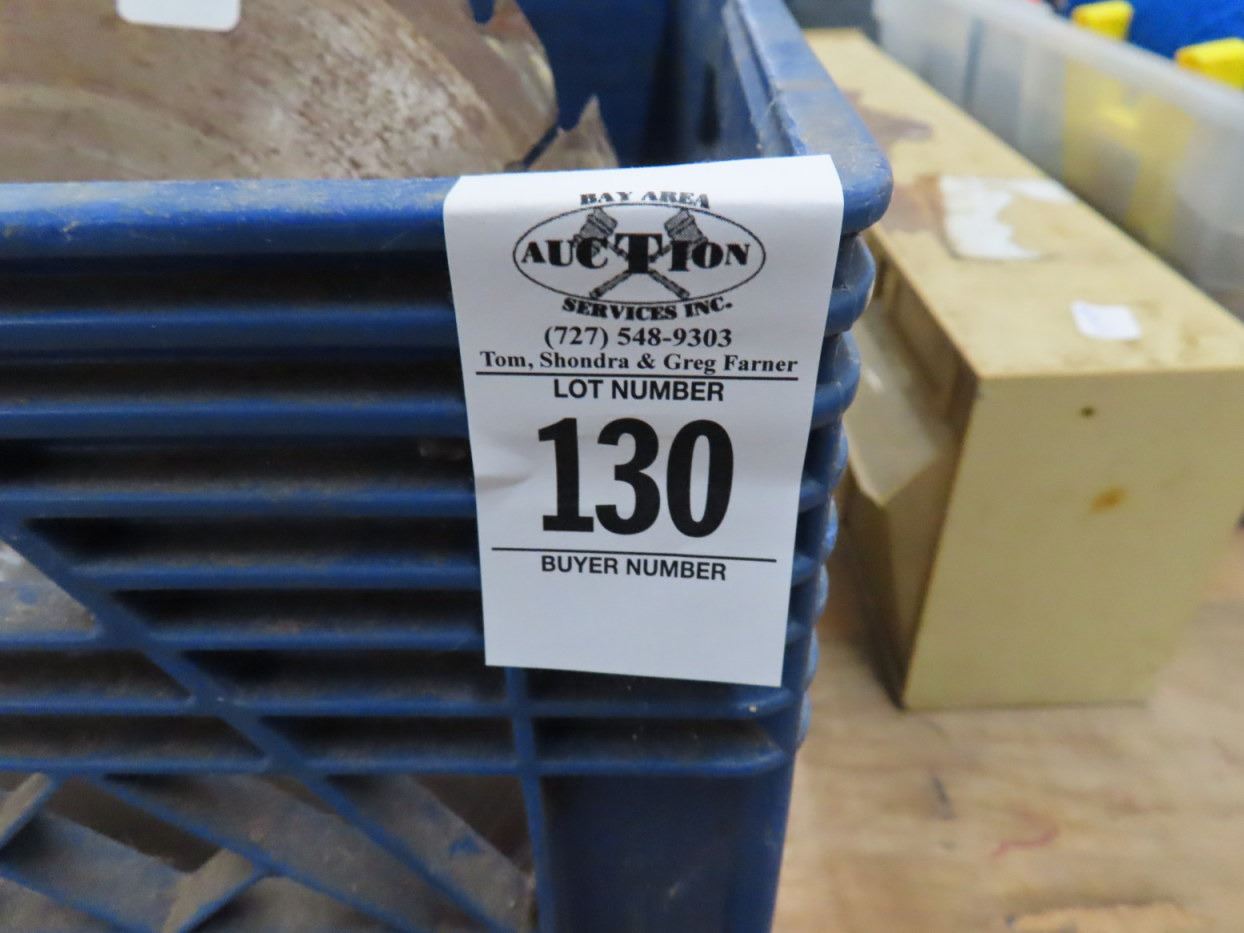 BAY AREA
AUCTION
SERVICES INC.
(727) 548-9303
Tom, Shondra & Greg Farner
LOT NUMBER
130
BUYER NUMBER